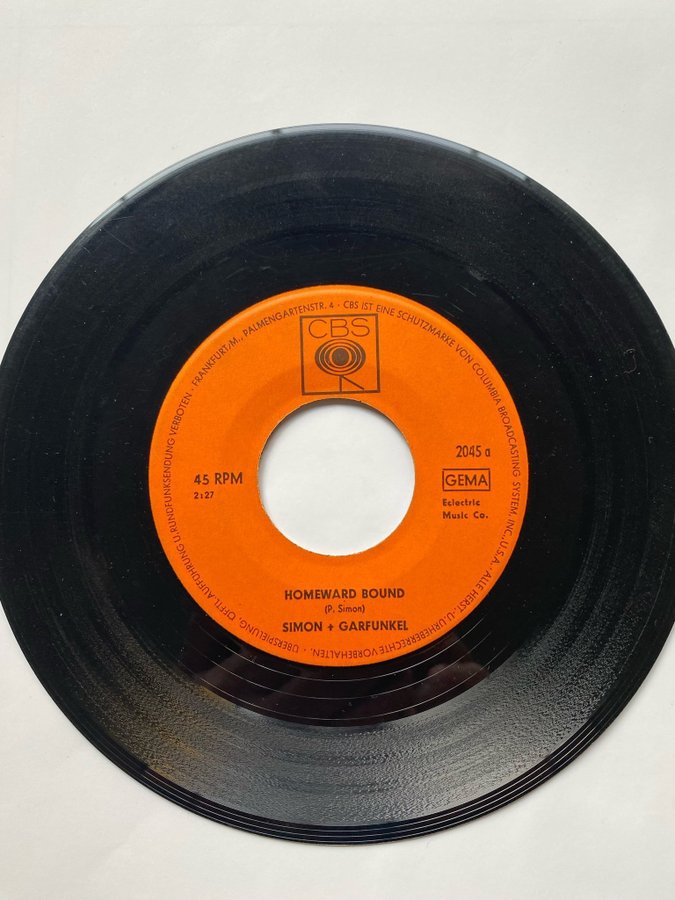 FRANKFURT/M., PALMENGARTENSTR. 4 · CBS IST EINE SCHUTZMARKE VON COLUMBIA BROADCASTING SYSTEM, INC., U.S.A. · ALLE HERST.-U.URHEBERRECHTE VORBEHALTEN. · ÜBERSPIELUNG, ÖFFTL. AUFFÜHRUNG U. RUNDFUNKSENDUNG VERBOTEN ·
CBS
45 RPM
2:27
2045 a
GEMA
Eclectric
Music Co.
HOMEWARD BOUND
(P. Simon)
SIMON + GARFUNKEL